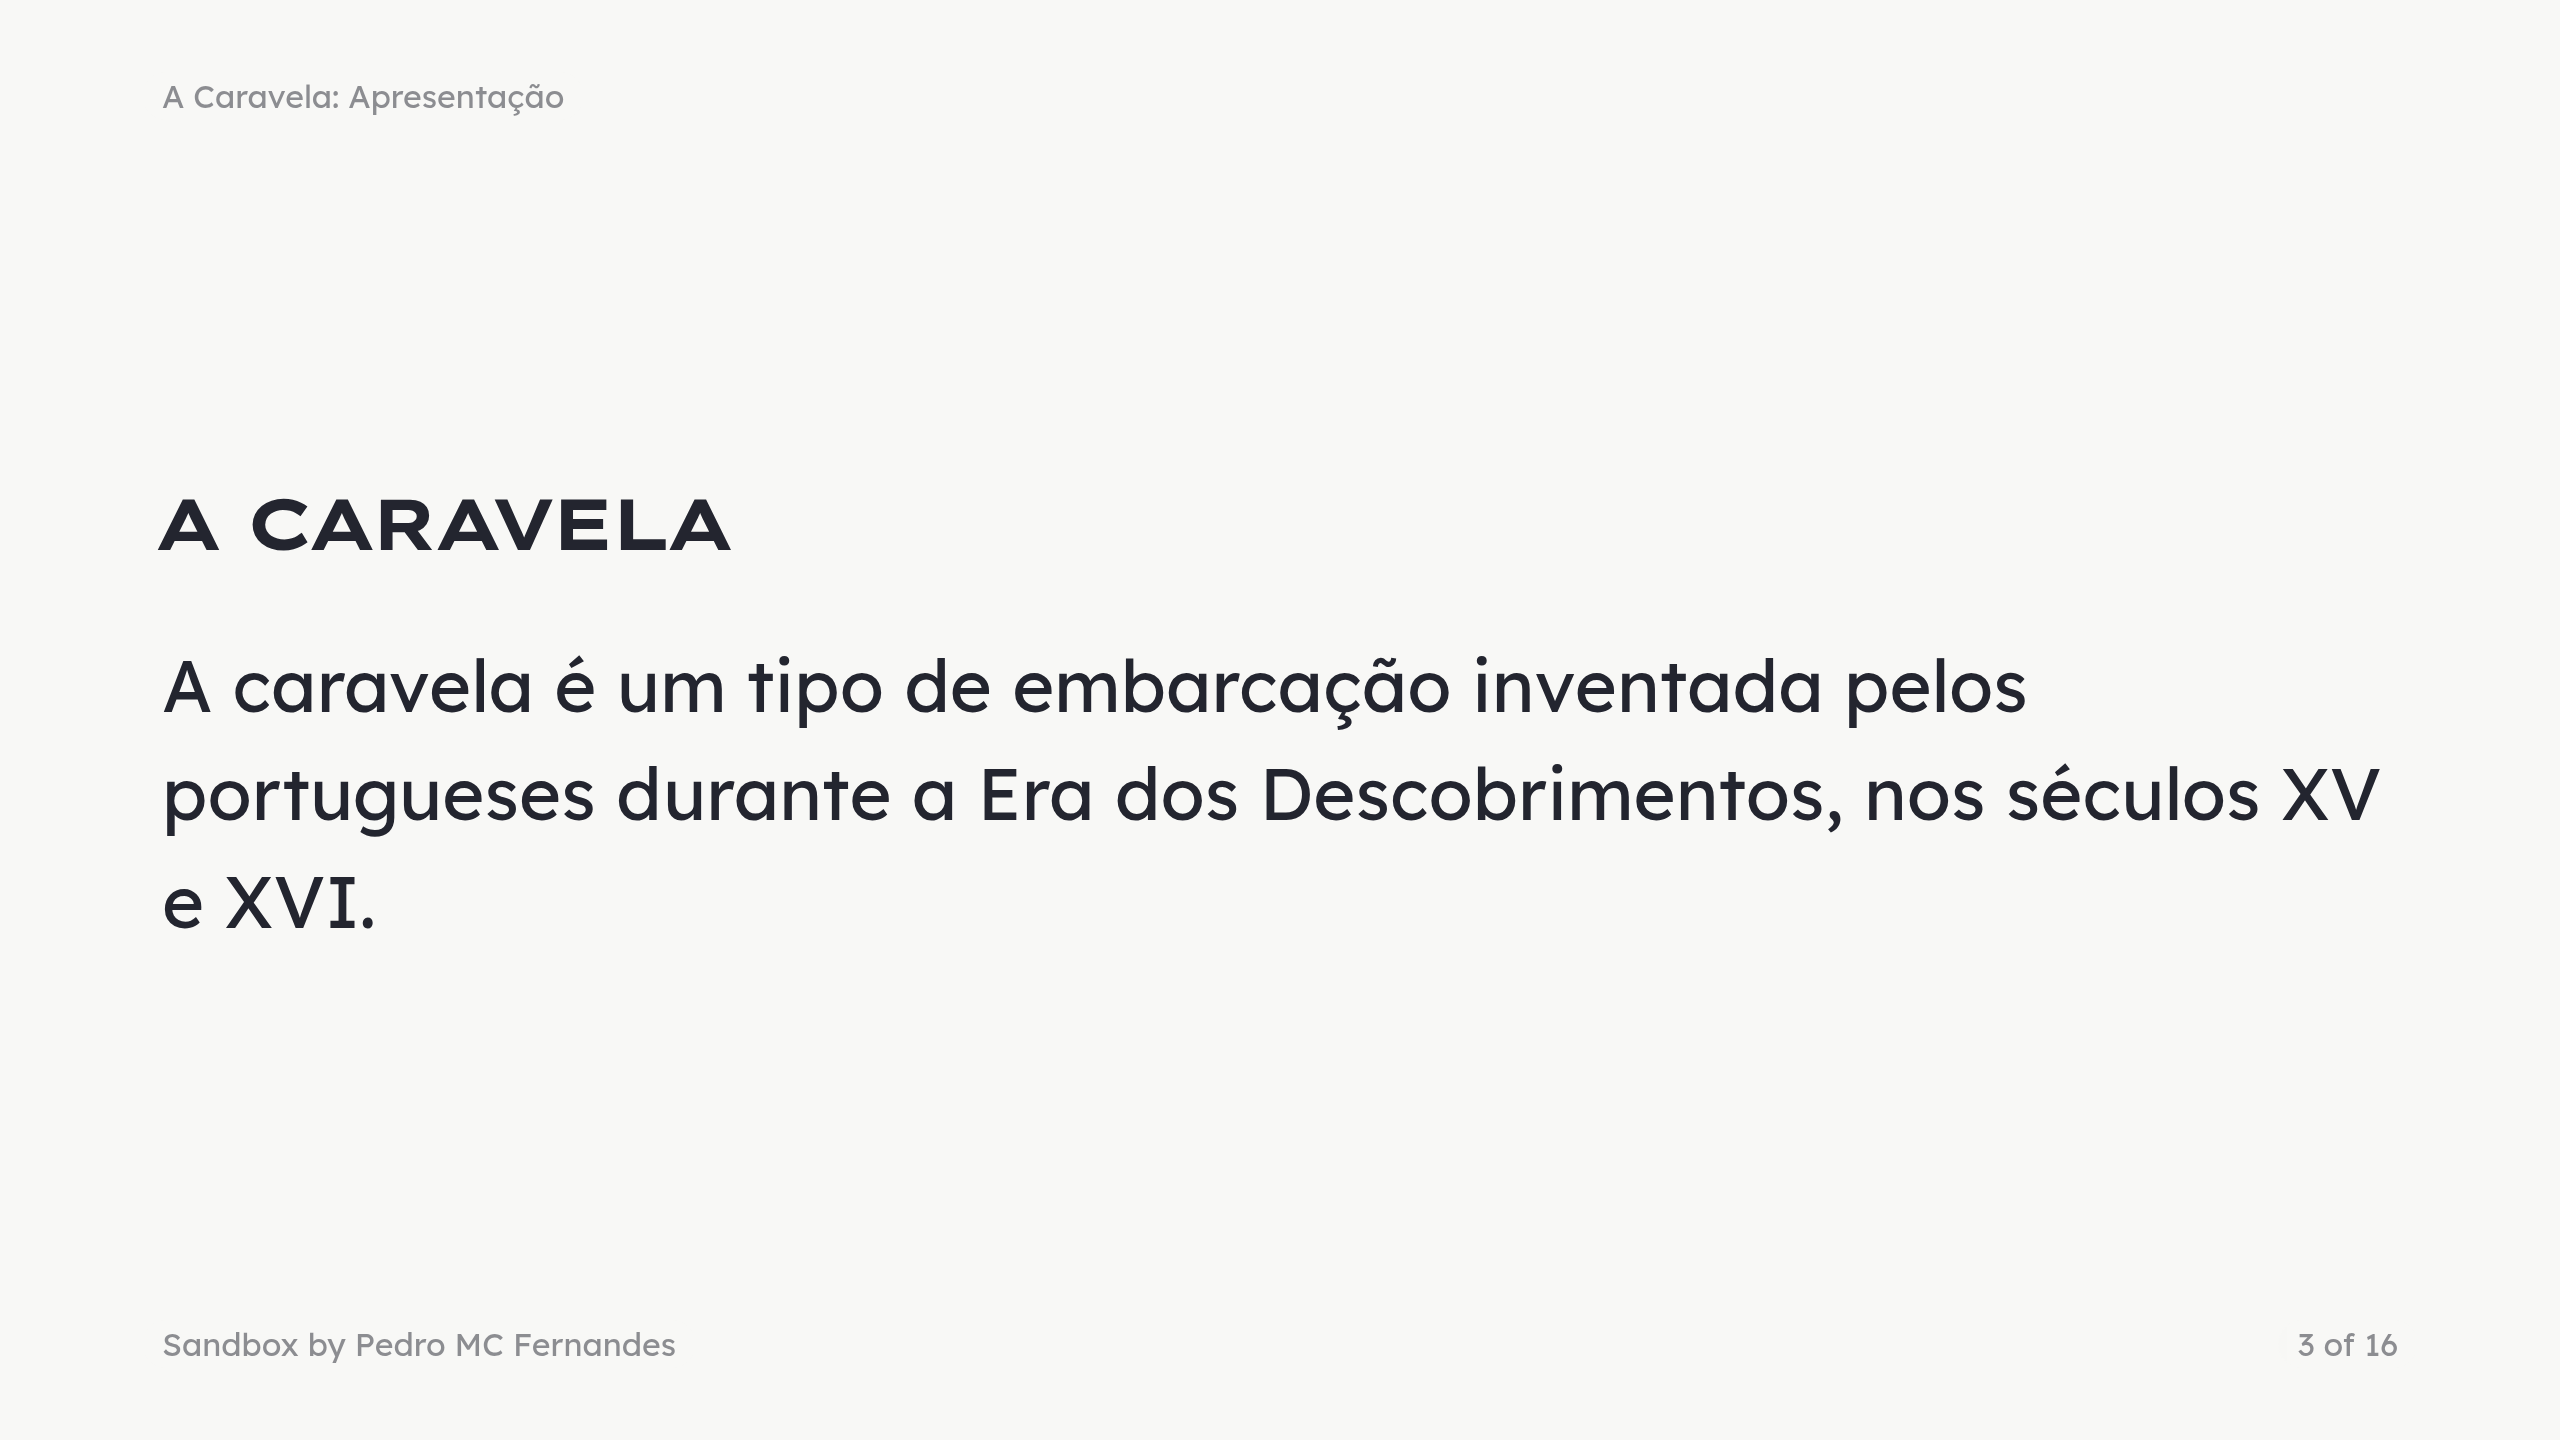 A Caravela: Apresentação
A CARAVELA
A caravela é um tipo de embarcação inventada pelos
portugueses durante a Era dos Descobrimentos, nos séculos XV
e XVI.
Sandbox by Pedro MC Fernandes
3 of 16